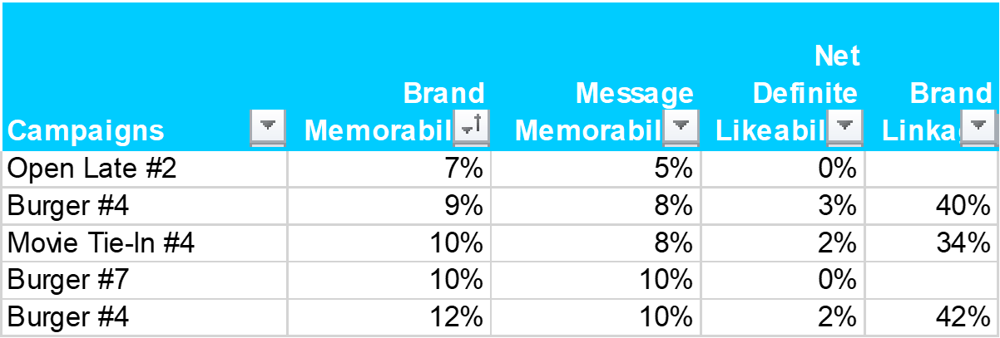 Net
Brand Message Definite Brand
Campaigns Memorabil Memorabil Likeabil Linka
Open Late #2 7% 5% 0%
Burger #4 9% 8% 3% 40%
Movie Tie-In #4 10% 8% 2% 34%
Burger #7 10% 10% 0%
Burger #4 12% 10% 2% 42%